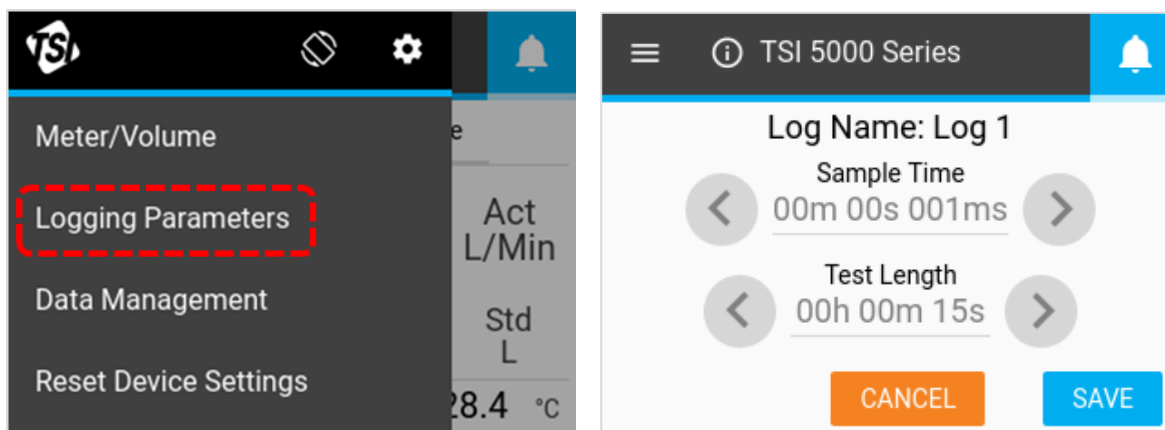 TSI
Meter/Volume
e
Logging Parameters
Act
L/Min
Data Management
Std
L
Reset Device Settings
28.4 °C
TSI 5000 Series
Log Name: Log 1
Sample Time
00m 00s 001ms
Test Length
00h 00m 15s
CANCEL
SAVE